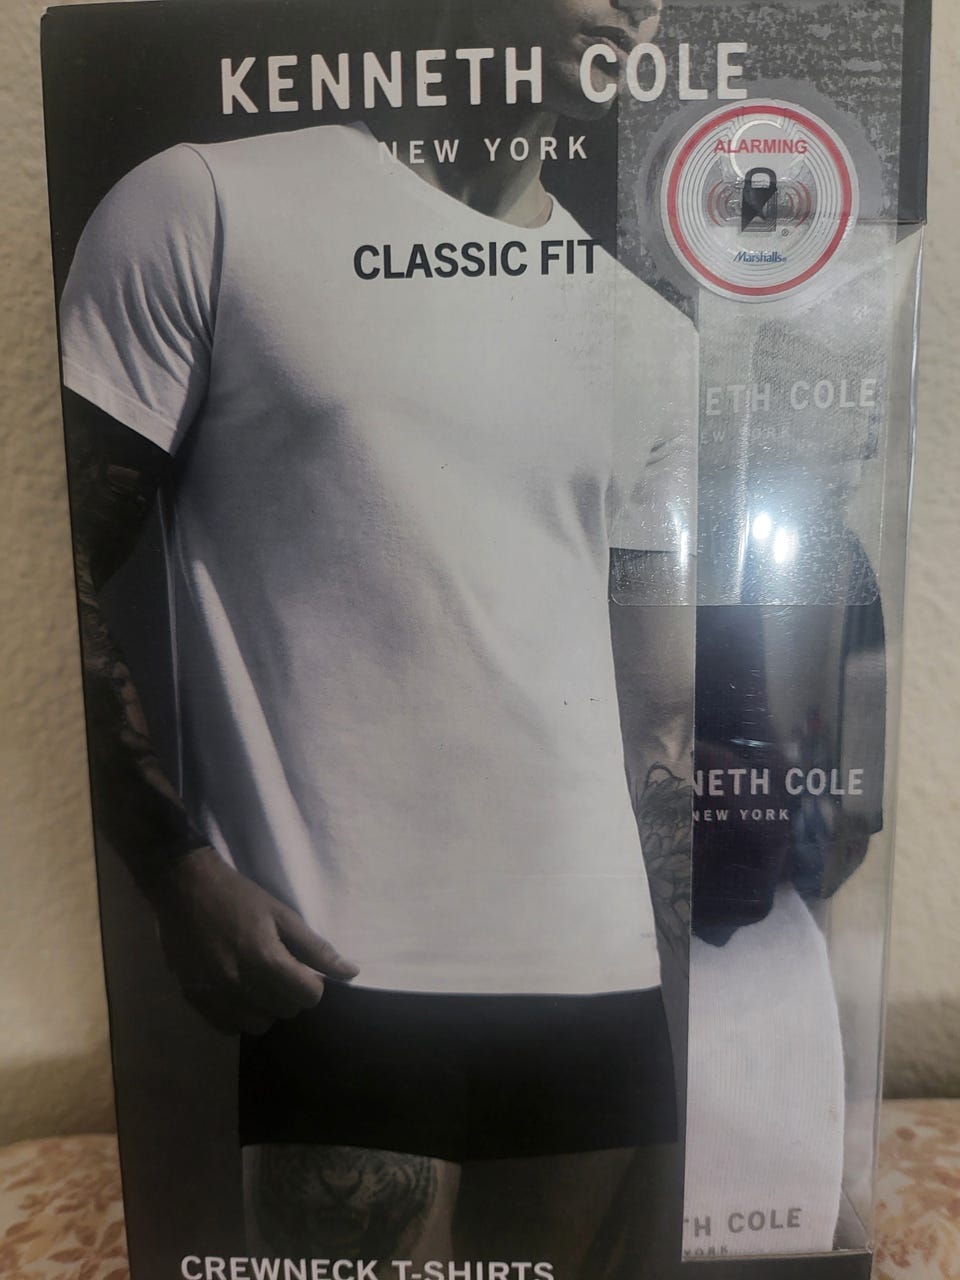 KENNETH COLE
NEW YORK
CLASSIC FIT
ALARMING
®
Marshalls®
ETH COLE
EW YORK
NETH COLE
NEW YORK
TH COLE
YORK
CREWNECK T-SHIRTS